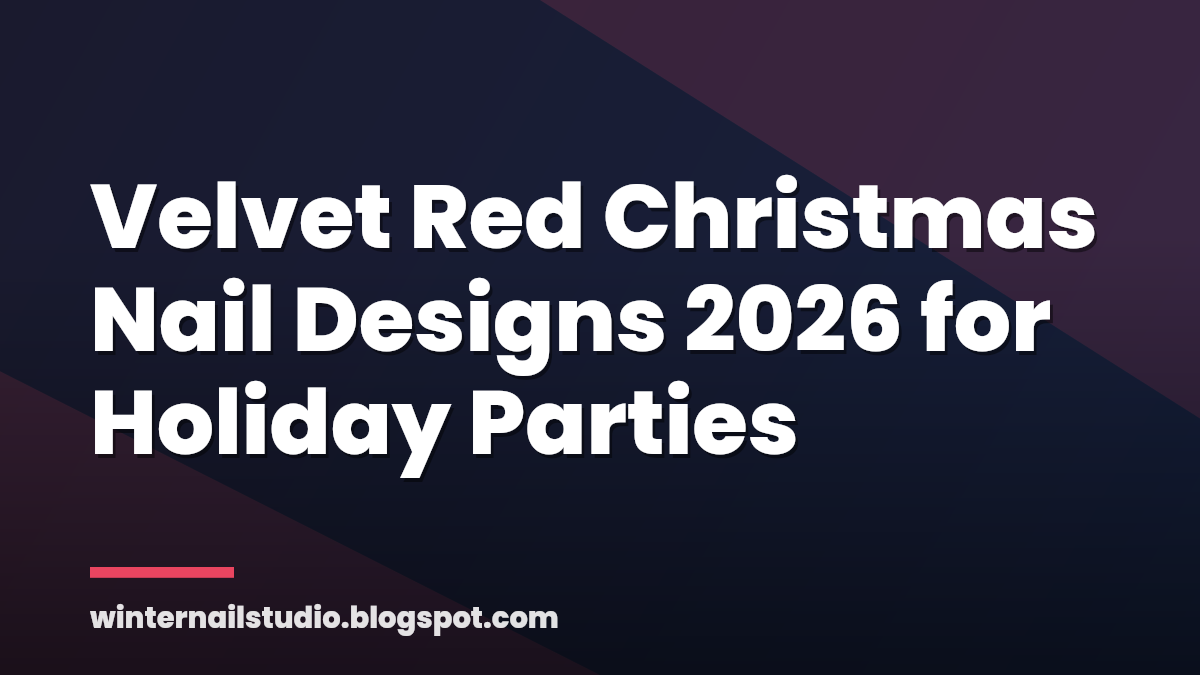 Velvet Red Christmas
Nail Designs 2026 for
Holiday Parties
winternailstudio.blogspot.com